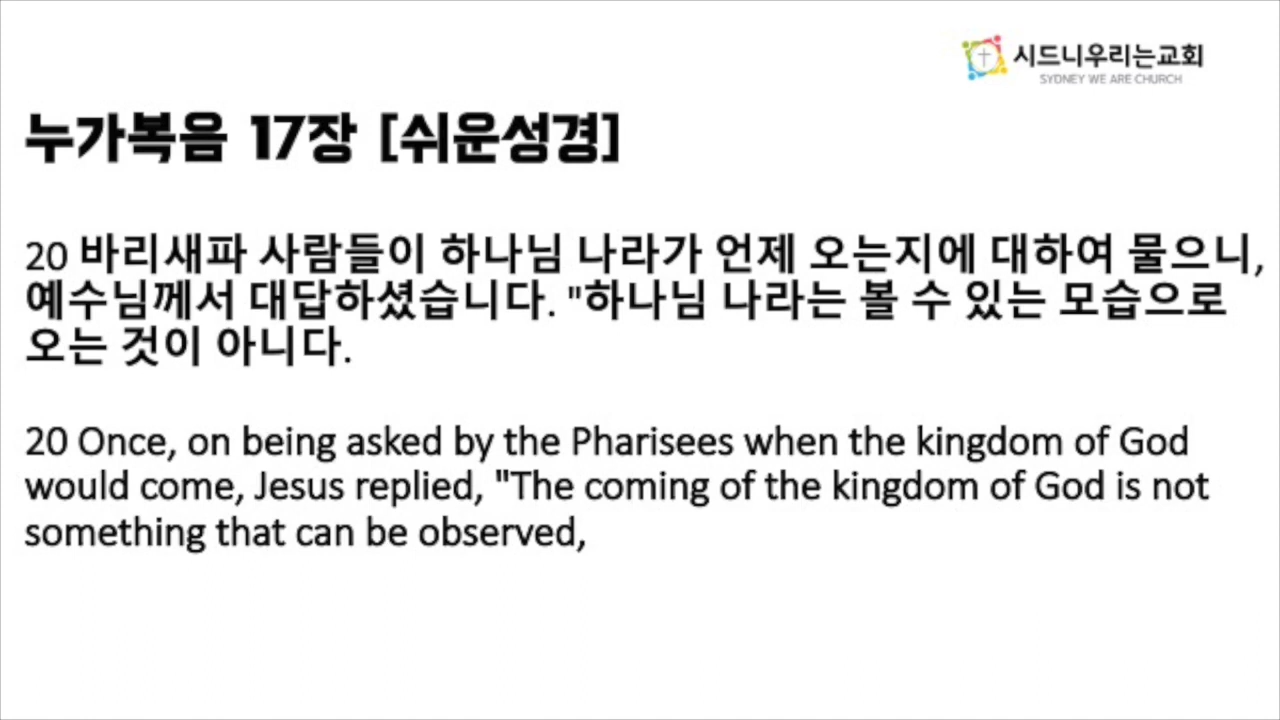 시드니우리는교회
SYDNEY WE ARE CHURCH
누가복음 17장 [쉬운성경]
20 바리새파 사람들이 하나님 나라가 언제 오는지에 대하여 물으니,
예수님께서 대답하셨습니다. "하나님 나라는 볼 수 있는 모습으로
오는 것이 아니다.
20 Once, on being asked by the Pharisees when the kingdom of God
would come, Jesus replied, "The coming of the kingdom of God is not
something that can be observed,